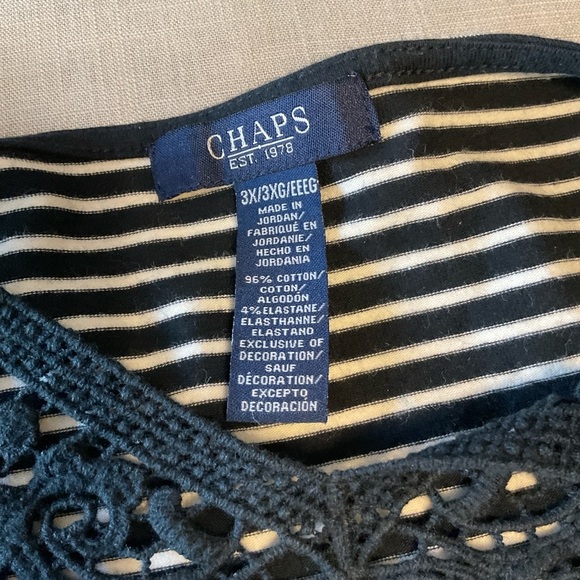 CHAPS
EST. 1978
3X/3XG/EEEG
MADE IN
JORDAN/
FABRIQUÉ EN
JORDANIE/
HECHO EN
JORDANIA
96% COTTON/
COTON/
ALGODÓN
4% ELASTANE/
ELASTHANNE/
ELASTANO
EXCLUSIVE OF
DECORATION/
SAUF
DÉCORATION/
EXCEPTO
DECORACIÓN